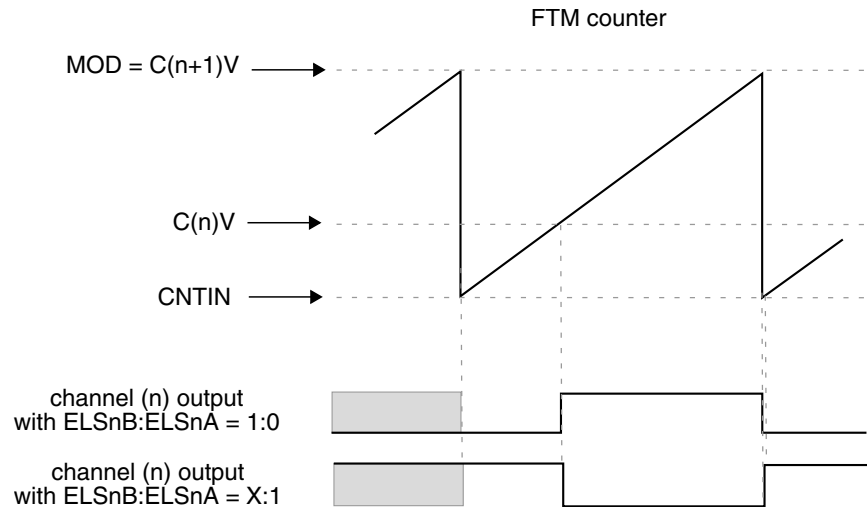 FTM counter
MOD = C(n+1)V
C(n)V
CNTIN
channel (n) output
with ELSnB:ELSnA = 1:0
channel (n) output
with ELSnB:ELSnA = X:1